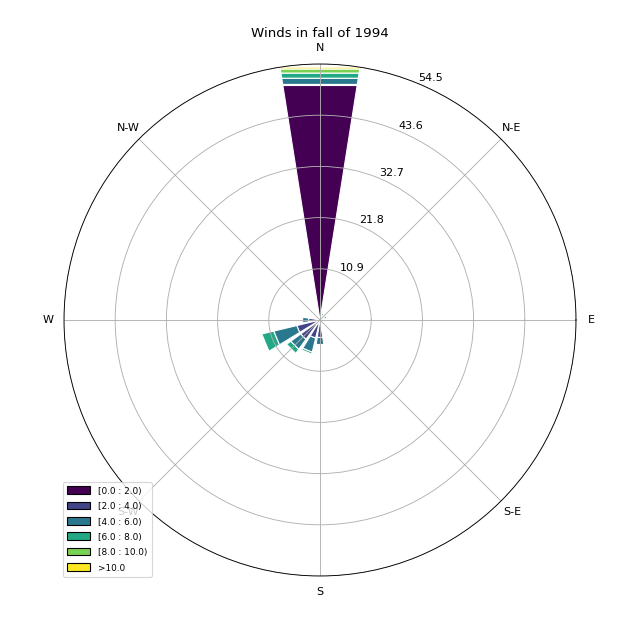 Winds in fall of 1994
N
54.5
N-W
N-E
43.6
32.7
21.8
10.9
W
E
[0.0 : 2.0)
[2.0 : 4.0)
S-W
S-E
[4.0 : 6.0)
[6.0 : 8.0)
[8.0 : 10.0)
>10.0
S